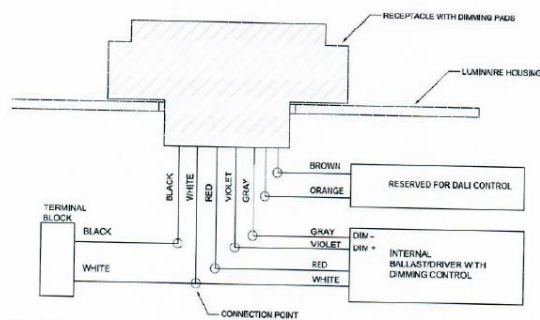 RECEPTACLE WITH DIMMING PADS
LUMINAIRE HOUSING
BLACK
WHITE
RED
VIOLET
GRAY
BROWN
ORANGE
RESERVED FOR DALI CONTROL
TERMINAL
BLOCK
BLACK
WHITE
GRAY
VIOLET
RED
WHITE
DIM –
DIM +
INTERNAL
BALLAST/DRIVER WITH
DIMMING CONTROL
CONNECTION POINT